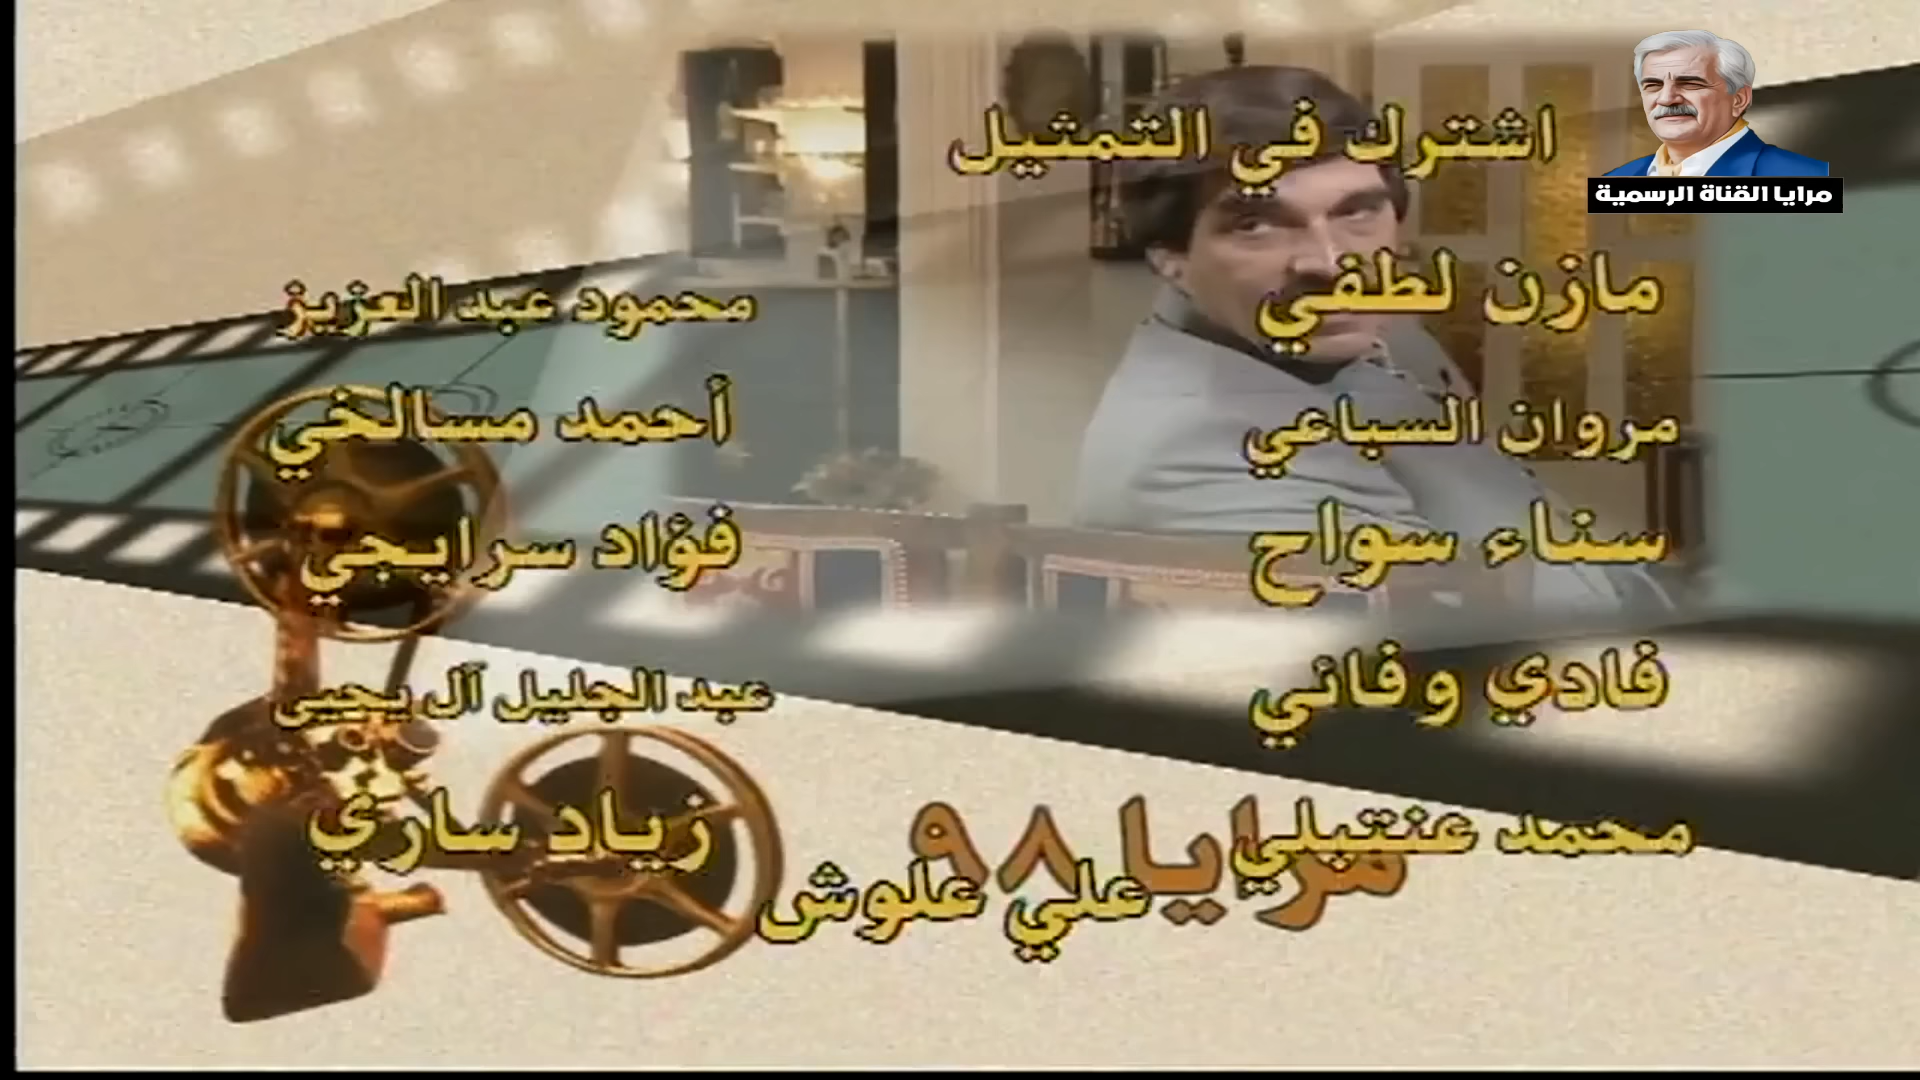 اشترك في التمثيل
مرايا القناة الرسمية
مازن لطفي
محمود عبد العزيز
مروان السباعي
أحمد مسالخي
سناء سواح
فؤاد سرايجي
فادي وفائي
عبد الجليل آل يحيى
محمد عنتبلي
زياد ساري
مرايا ٩٨
علي علوش